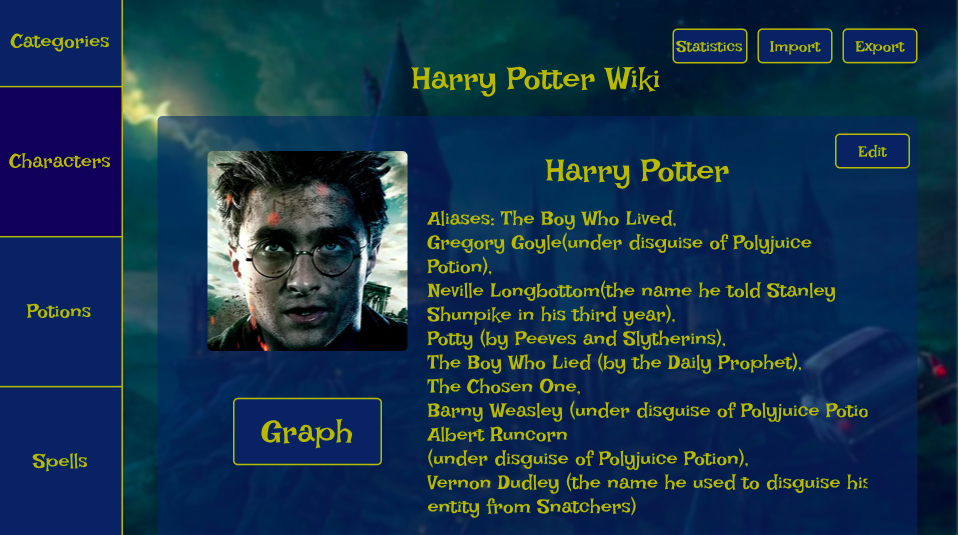 Categories
Characters
Potions
Spells
Statistics
Import
Export
Harry Potter Wiki
Edit
Harry Potter
Aliases: The Boy Who Lived,
Gregory Goyle(under disguise of Polyjuice
Potion),
Neville Longbottom(the name he told Stanley
Shunpike in his third year),
Potty (by Peeves and Slytherins),
The Boy Who Lied (by the Daily Prophet),
The Chosen One,
Barny Weasley (under disguise of Polyjuice Potio
Albert Runcorn
(under disguise of Polyjuice Potion),
Vernon Dudley (the name he used to disguise his
entity from Snatchers)
Graph